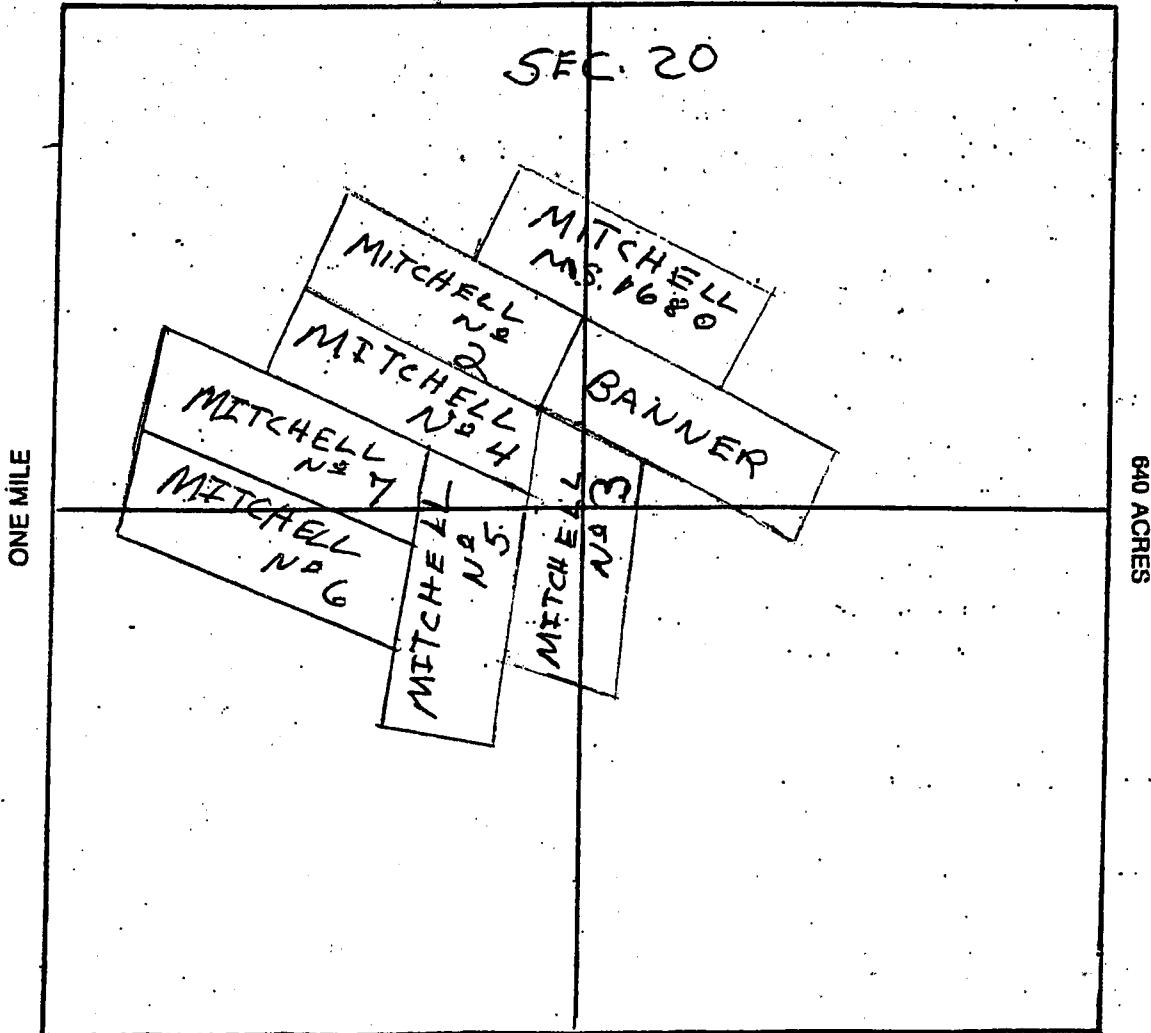 SEC. 20
MITCHELL
M.S. 1680
MITCHELL
Nº
2
BANNER
MITCHELL
Nº 4
MITCHELL
Nº 7
MITCHELL
Nº 3
MITCHELL
Nº 5
MITCHELL
Nº 6
ONE MILE
640 ACRES